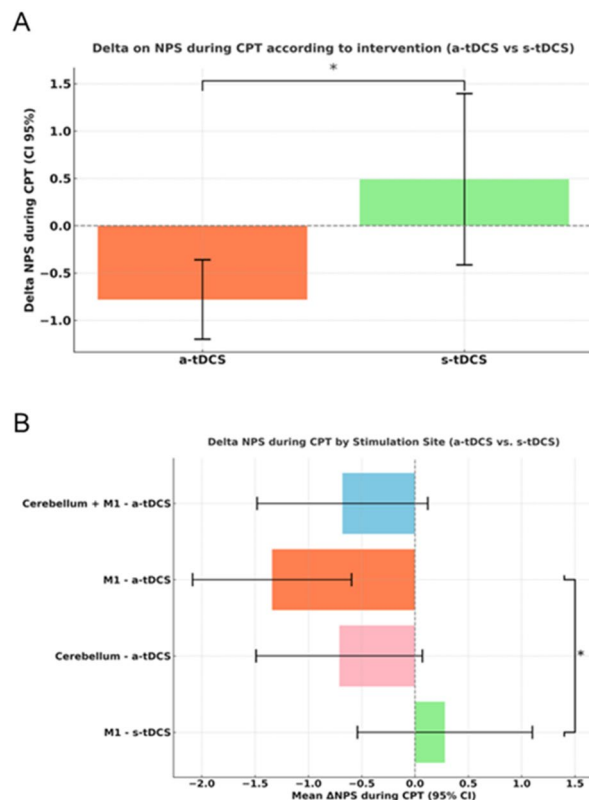 A
Delta on NPS during CPT according to intervention (a-tDCS vs s-tDCS)
*
1.5
1.0
0.5
0.0
−0.5
−1.0
Delta NPS during CPT (CI 95%)
a-tDCS s-tDCS
B
Delta NPS during CPT by Stimulation Site (a-tDCS vs. s-tDCS)
Cerebellum + M1 - a-tDCS
M1 - a-tDCS
Cerebellum - a-tDCS
*
M1 - s-tDCS
−2.0 −1.5 −1.0 −0.5 0.0 0.5 1.0 1.5
Mean ΔNPS during CPT (95% CI)